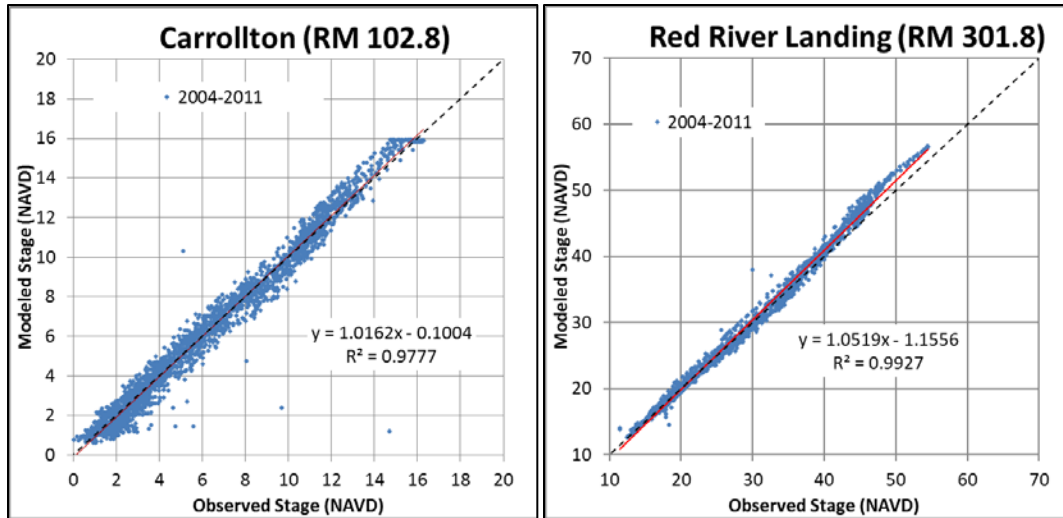 Carrollton (RM 102.8)
20
18
16
14
12
10
8
6
4
2
0
Modeled Stage (NAVD)
2004-2011
y = 1.0162x - 0.1004
R² = 0.9777
0 2 4 6 8 10 12 14 16 18 20
Observed Stage (NAVD)
Red River Landing (RM 301.8)
70
60
50
40
30
20
10
Modeled Stage (NAVD)
2004-2011
y = 1.0519x - 1.1556
R² = 0.9927
10 20 30 40 50 60 70
Observed Stage (NAVD)